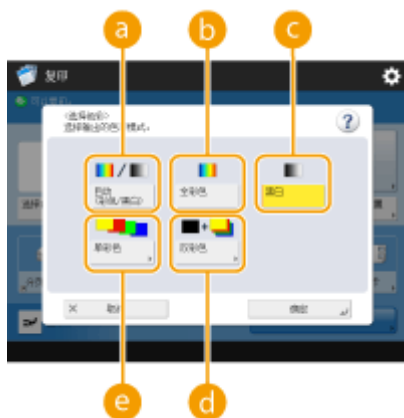 a b c
复印
<选择色彩>
选择输出的色彩模式。
?
自动
(彩色/黑白)
全彩色
黑白
单彩色
双彩色
× 取消
确定
e d